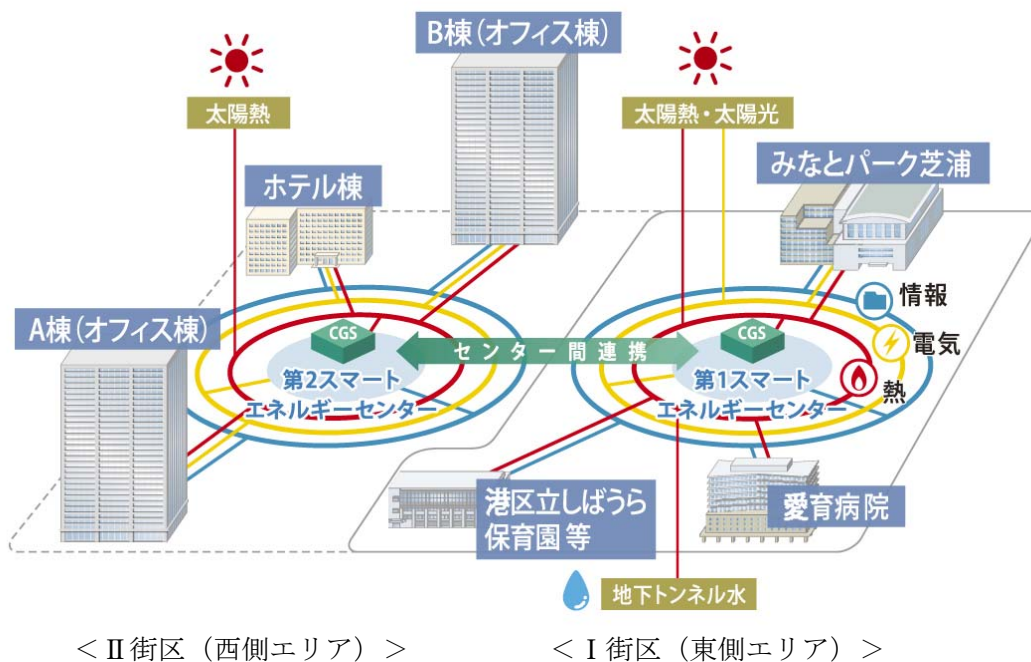 B棟(オフィス棟)
太陽熱
太陽熱・太陽光
みなとパーク芝浦
ホテル棟
情報
A棟(オフィス棟)
CGS
CGS
電気
センター間連携
第2スマート
エネルギーセンター
第1スマート
エネルギーセンター
熱
港区立しばうら
保育園等
愛育病院
地下トンネル水
<Ⅱ街区(西側エリア)>
<Ⅰ街区(東側エリア)>